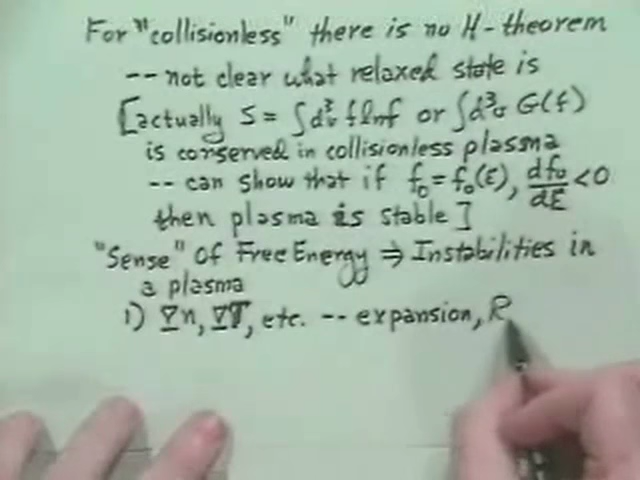 For "collisionless" there is no H-theorem
-- not clear what relaxed state is
[actually S = ∫d³v f ln f or ∫d³v G(f)
is conserved in collisionless plasma
-- can show that if f₀ = f₀(E), df₀/dE < 0
then plasma is stable]
"Sense" of Free Energy ⇒ Instabilities in
a plasma
1) ∇n, ∇T, etc. -- expansion, R